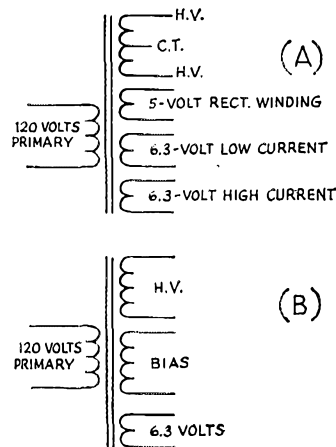 H.V.
C.T.
H.V.
(A)
5-VOLT RECT. WINDING
120 VOLTS
PRIMARY
6.3-VOLT LOW CURRENT
6.3-VOLT HIGH CURRENT
H.V.
(B)
120 VOLTS
PRIMARY
BIAS
6.3 VOLTS